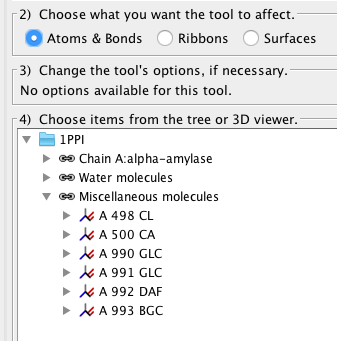 2) Choose what you want the tool to affect.
Atoms & Bonds Ribbons Surfaces
3) Change the tool's options, if necessary.
No options available for this tool.
4) Choose items from the tree or 3D viewer.
1PPI
Chain A:alpha-amylase
Water molecules
Miscellaneous molecules
A 498 CL
A 500 CA
A 990 GLC
A 991 GLC
A 992 DAF
A 993 BGC